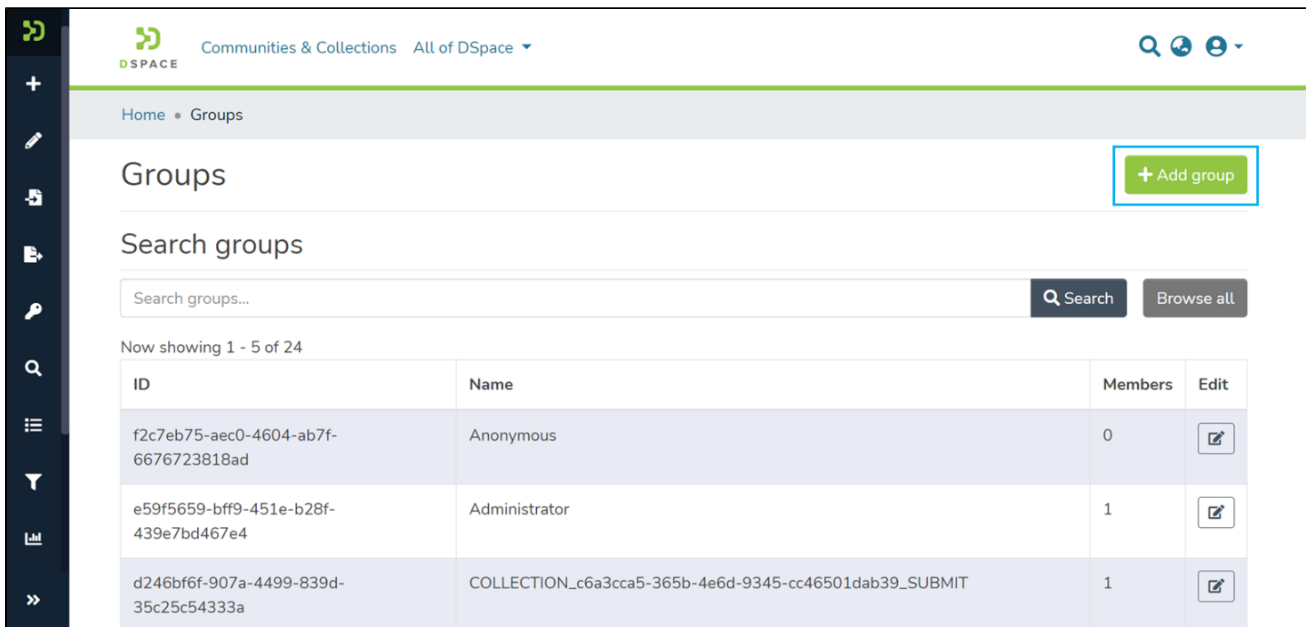 Communities & Collections All of DSpace
DSPACE
Home • Groups
Groups
+ Add group
Search groups
Search groups...
Search
Browse all
Now showing 1 - 5 of 24
ID Name Members Edit
f2c7eb75-aec0-4604-ab7f-
6676723818ad
Anonymous 0
e59f5659-bff9-451e-b28f-
439e7bd467e4
Administrator 1
d246bf6f-907a-4499-839d-
35c25c54333a
COLLECTION_c6a3cca5-365b-4e6d-9345-cc46501dab39_SUBMIT 1